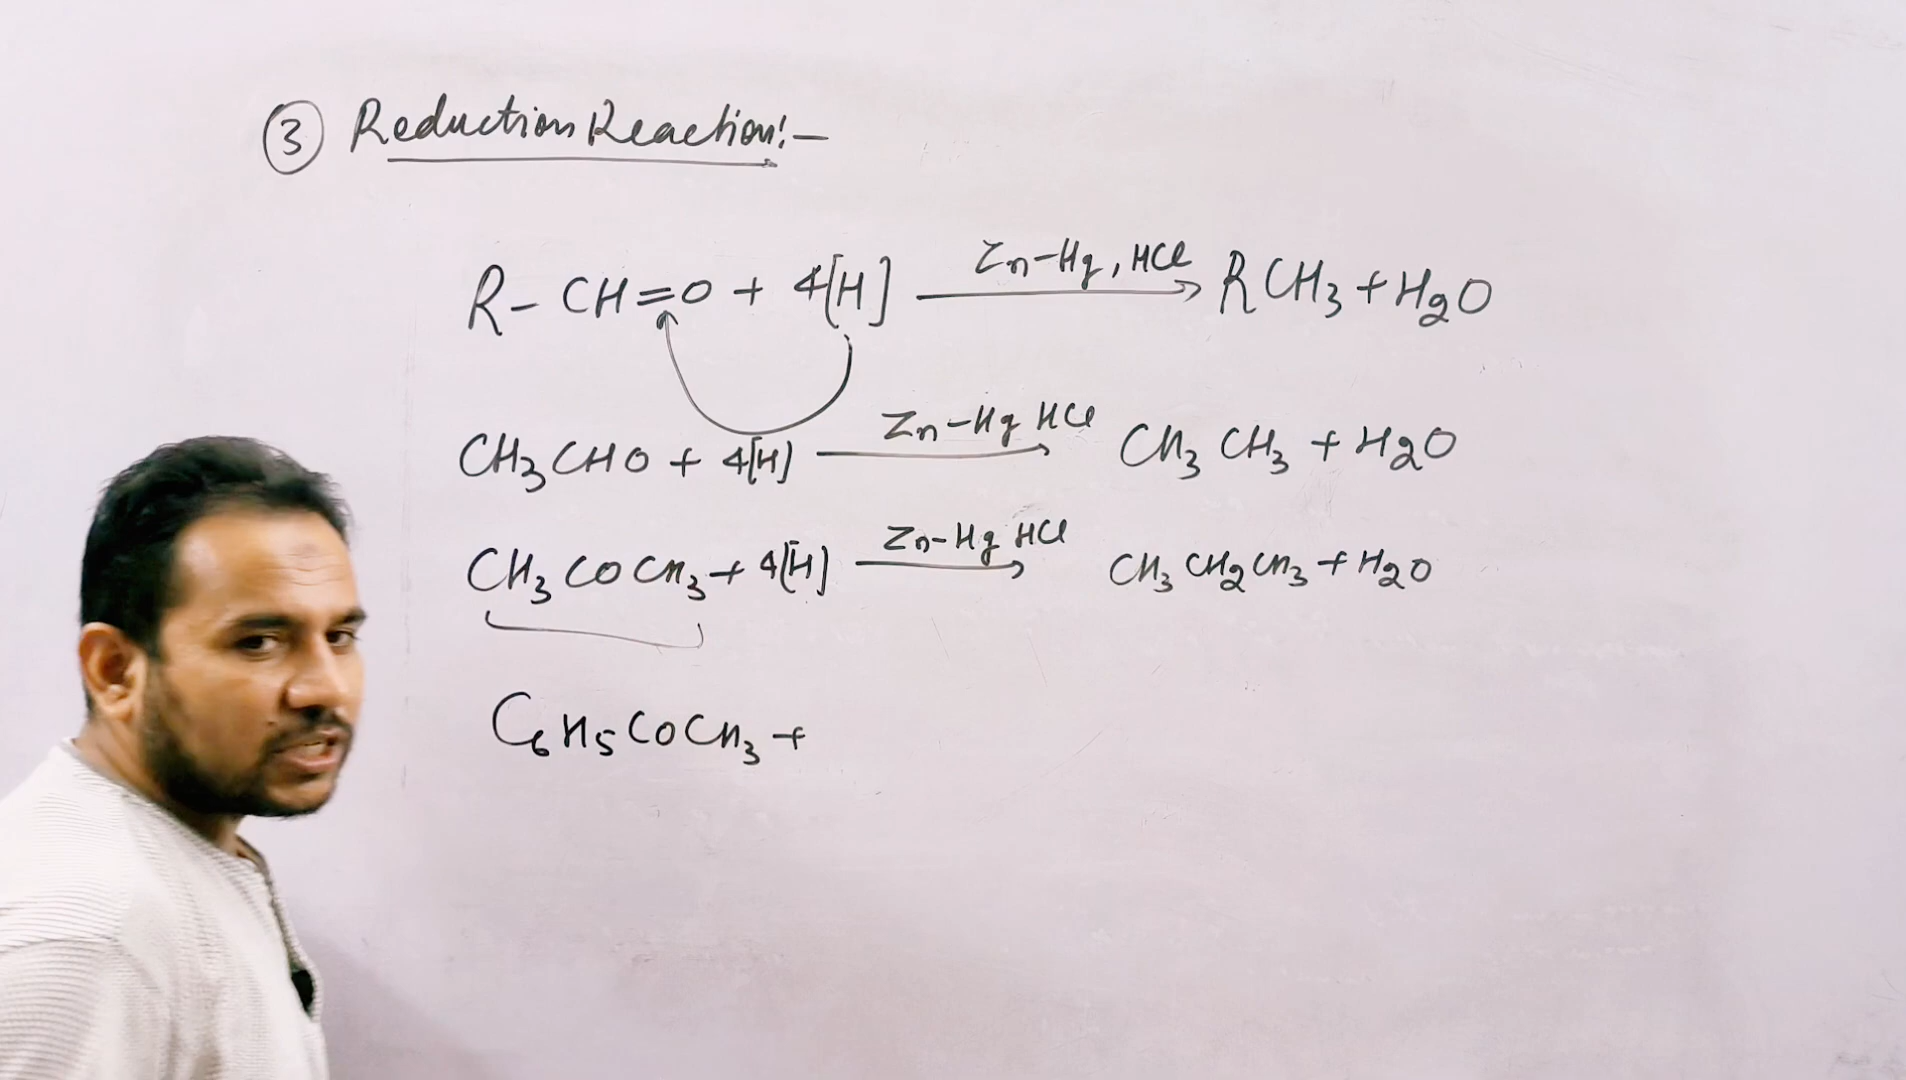 ③ Reduction Reaction:-
R-CH=O + 4[H] Zn-Hg, HCl → RCH3 + H2O
CH3CHO + 4[H] Zn-Hg HCl → CH3CH3 + H2O
CH3COCH3 + 4[H] Zn-Hg HCl → CH3CH2CH3 + H2O
C6H5COCH3 +